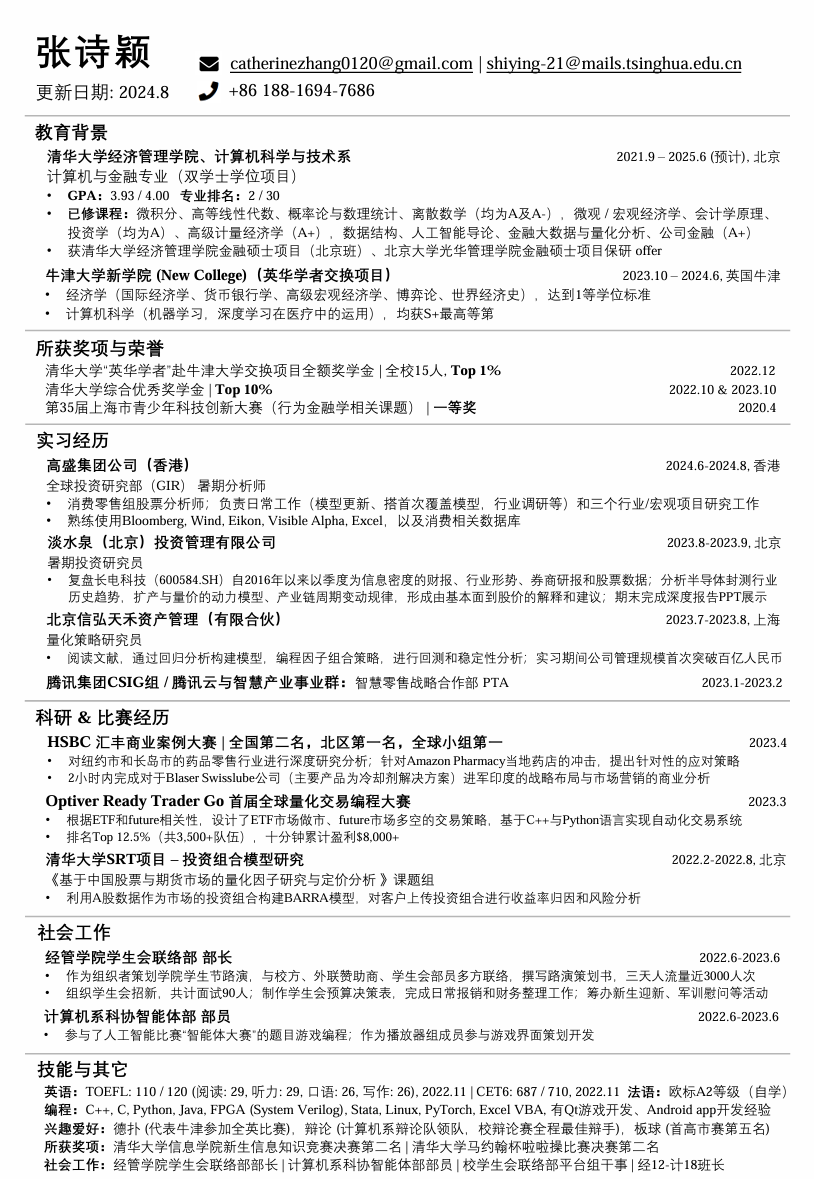 张诗颖
catherinezhang0120@gmail.com | shiying-21@mails.tsinghua.edu.cn
更新日期: 2024.8 +86 188-1694-7686
教育背景
清华大学经济管理学院、计算机科学与技术系 2021.9 – 2025.6 (预计), 北京
计算机与金融专业（双学士学位项目）
• GPA：3.93 / 4.00 专业排名：2 / 30
• 已修课程：微积分、高等线性代数、概率论与数理统计、离散数学（均为A及A-），微观 / 宏观经济学、会计学原理、
投资学（均为A）、高级计量经济学（A+），数据结构、人工智能导论、金融大数据与量化分析、公司金融（A+）
• 获清华大学经济管理学院金融硕士项目（北京班）、北京大学光华管理学院金融硕士项目保研 offer
牛津大学新学院 (New College)（英华学者交换项目） 2023.10 – 2024.6, 英国牛津
• 经济学（国际经济学、货币银行学、高级宏观经济学、博弈论、世界经济史），达到1等学位标准
• 计算机科学（机器学习，深度学习在医疗中的运用），均获S+最高等第
所获奖项与荣誉
清华大学“英华学者”赴牛津大学交换项目全额奖学金 | 全校15人, Top 1% 2022.12
清华大学综合优秀奖学金 | Top 10% 2022.10 & 2023.10
第35届上海市青少年科技创新大赛（行为金融学相关课题） | 一等奖 2020.4
实习经历
高盛集团公司（香港） 2024.6-2024.8, 香港
全球投资研究部（GIR） 暑期分析师
• 消费零售组股票分析师；负责日常工作（模型更新、搭首次覆盖模型，行业调研等）和三个行业/宏观项目研究工作
• 熟练使用Bloomberg, Wind, Eikon, Visible Alpha, Excel，以及消费相关数据库
淡水泉（北京）投资管理有限公司 2023.8-2023.9, 北京
暑期投资研究员
• 复盘长电科技（600584.SH）自2016年以来以季度为信息密度的财报、行业形势、券商研报和股票数据；分析半导体封测行业
历史趋势，扩产与量价的动力模型、产业链周期变动规律，形成由基本面到股价的解释和建议；期末完成深度报告PPT展示
北京信弘天禾资产管理（有限合伙） 2023.7-2023.8, 上海
量化策略研究员
• 阅读文献，通过回归分析构建模型，编程因子组合策略，进行回测和稳定性分析；实习期间公司管理规模首次突破百亿人民币
腾讯集团CSIG组 / 腾讯云与智慧产业事业群：智慧零售战略合作部 PTA 2023.1-2023.2
科研 & 比赛经历
HSBC 汇丰商业案例大赛 | 全国第二名，北区第一名，全球小组第一 2023.4
• 对纽约市和长岛市的药品零售行业进行深度研究分析；针对Amazon Pharmacy当地药店的冲击，提出针对性的应对策略
• 2小时内完成对于Blaser Swisslube公司（主要产品为冷却剂解决方案）进军印度的战略布局与市场营销的商业分析
Optiver Ready Trader Go 首届全球量化交易编程大赛 2023.3
• 根据ETF和future相关性，设计了ETF市场做市、future市场多空的交易策略，基于C++与Python语言实现自动化交易系统
• 排名Top 12.5%（共3,500+队伍），十分钟累计盈利$8,000+
清华大学SRT项目 – 投资组合模型研究 2022.2-2022.8, 北京
《基于中国股票与期货市场的量化因子研究与定价分析 》课题组
• 利用A股数据作为市场的投资组合构建BARRA模型，对客户上传投资组合进行收益率归因和风险分析
社会工作
经管学院学生会联络部 部长 2022.6-2023.6
• 作为组织者策划学院学生节路演，与校方、外联赞助商、学生会部员多方联络，撰写路演策划书，三天人流量近3000人次
• 组织学生会招新，共计面试90人；制作学生会预算决策表，完成日常报销和财务整理工作；筹办新生迎新、军训慰问等活动
计算机系科协智能体部 部员 2022.6-2023.6
• 参与了人工智能比赛“智能体大赛”的题目游戏编程；作为播放器组成员参与游戏界面策划开发
技能与其它
英语：TOEFL: 110 / 120 (阅读: 29, 听力: 29, 口语: 26, 写作: 26), 2022.11 | CET6: 687 / 710, 2022.11 法语：欧标A2等级（自学）
编程：C++, C, Python, Java, FPGA (System Verilog), Stata, Linux, PyTorch, Excel VBA, 有Qt游戏开发、Android app开发经验
兴趣爱好：德扑 (代表牛津参加全英比赛)，辩论 (计算机系辩论队领队，校辩论赛全程最佳辩手)，板球 (首高市赛第五名)
所获奖项：清华大学信息学院新生信息知识竞赛决赛第二名 | 清华大学马约翰杯啦啦操比赛决赛第二名
社会工作：经管学院学生会联络部部长 | 计算机系科协智能体部部员 | 校学生会联络部平台组干事 | 经12-计18班长